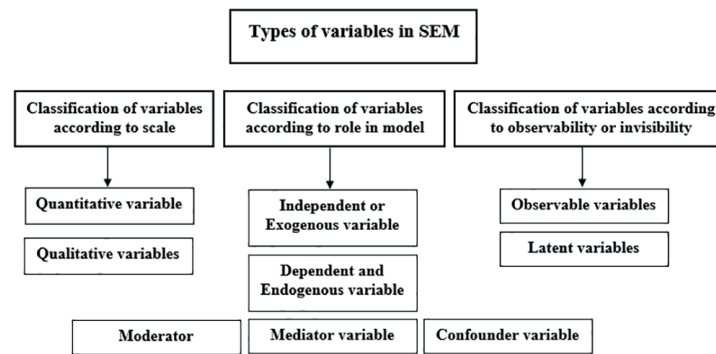 Types of variables in SEM
Classification of variables
according to scale
Classification of variables
according to role in model
Classification of variables according
to observability or invisibility
Quantitative variable
Qualitative variables
Independent or
Exogenous variable
Dependent and
Endogenous variable
Observable variables
Latent variables
Moderator
Mediator variable
Confounder variable